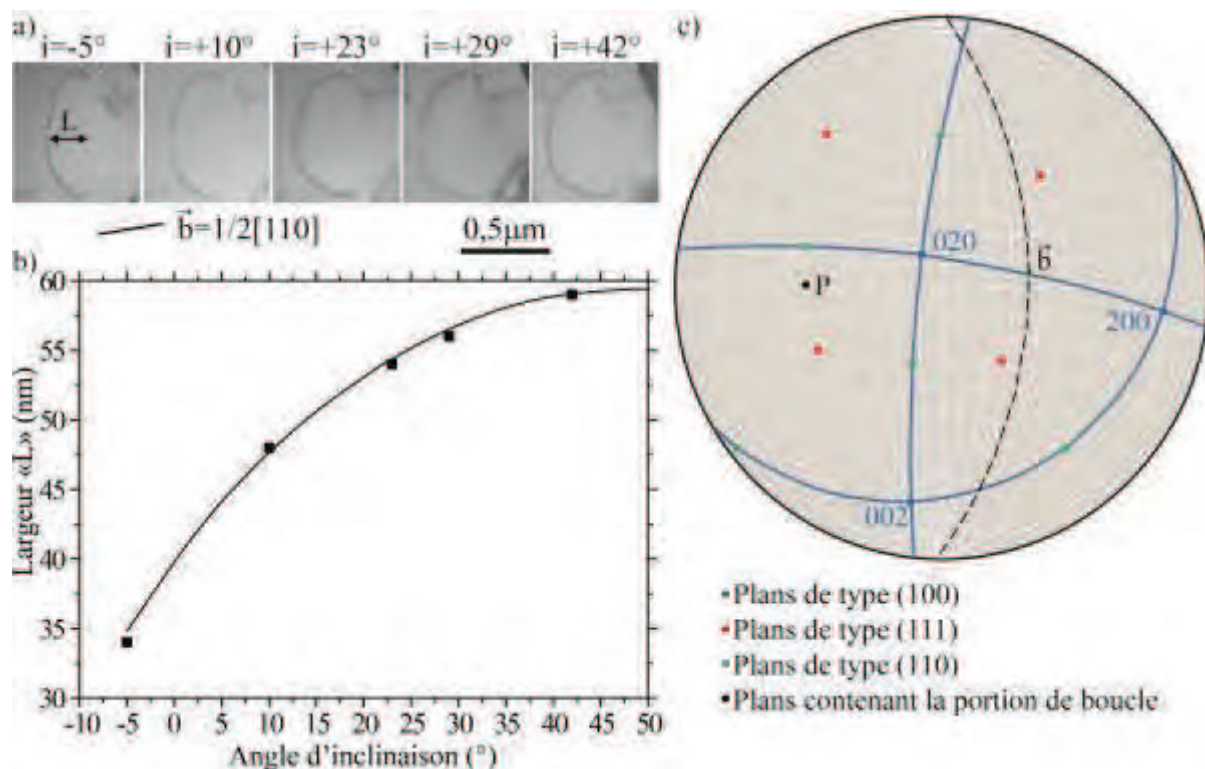 a)
i=-5° i=+10° i=+23° i=+29° i=+42°
L
b=1/2[110]
0,5µm
b)
60
55
50
45
40
35
30
Largeur «L» (nm)
-10 -5 0 5 10 15 20 25 30 35 40 45 50
Angle d'inclinaison (°)
c)
020
b
P
200
002
Plans de type (100)
Plans de type (111)
Plans de type (110)
Plans contenant la portion de boucle